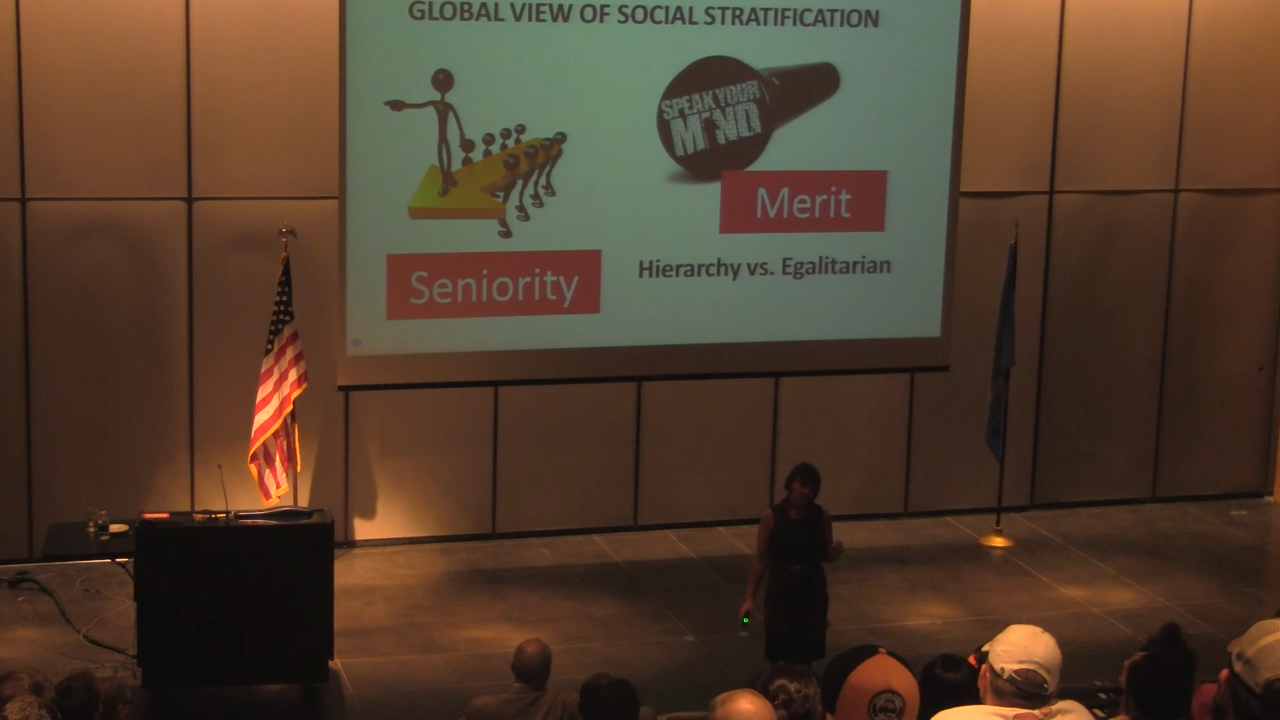 GLOBAL VIEW OF SOCIAL STRATIFICATION
SPEAK YOUR
MIND
Merit
Hierarchy vs. Egalitarian
Seniority